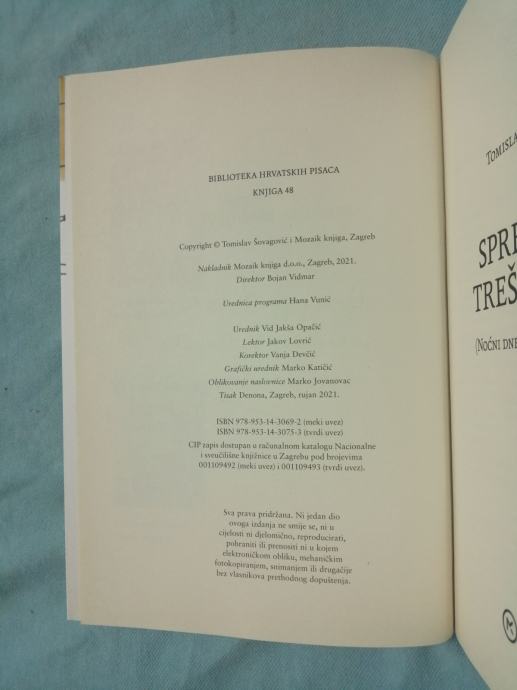 BIBLIOTEKA HRVATSKIH PISACA
KNJIGA 48
Copyright © Tomislav Šovagović i Mozaik knjiga, Zagreb
Nakladnik Mozaik knjiga d.o.o., Zagreb, 2021.
Direktor Bojan Vidmar
Urednica programa Hana Vunić
Urednik Vid Jakša Opačić
Lektor Jakov Lovrić
Korektor Vanja Devčić
Grafički urednik Marko Katičić
Oblikovanje naslovnice Marko Jovanovac
Tisak Denona, Zagreb, rujan 2021.
ISBN 978-953-14-3069-2 (meki uvez)
ISBN 978-953-14-3075-3 (tvrdi uvez)
CIP zapis dostupan u računalnom katalogu Nacionalne
i sveučilišne knjižnice u Zagrebu pod brojevima
001109492 (meki uvez) i 001109493 (tvrdi uvez).
Sva prava pridržana. Ni jedan dio
ovoga izdanja ne smije se, ni u
cijelosti ni djelomično, reproducirati,
pohraniti ili prenositi ni u kojem
elektroničkom obliku, mehaničkim
fotokopiranjem, snimanjem ili drugačije
bez vlasnikova prethodnog dopuštenja.
TOMISLA
SPRE
TREŠ
(NOĆNI DNE